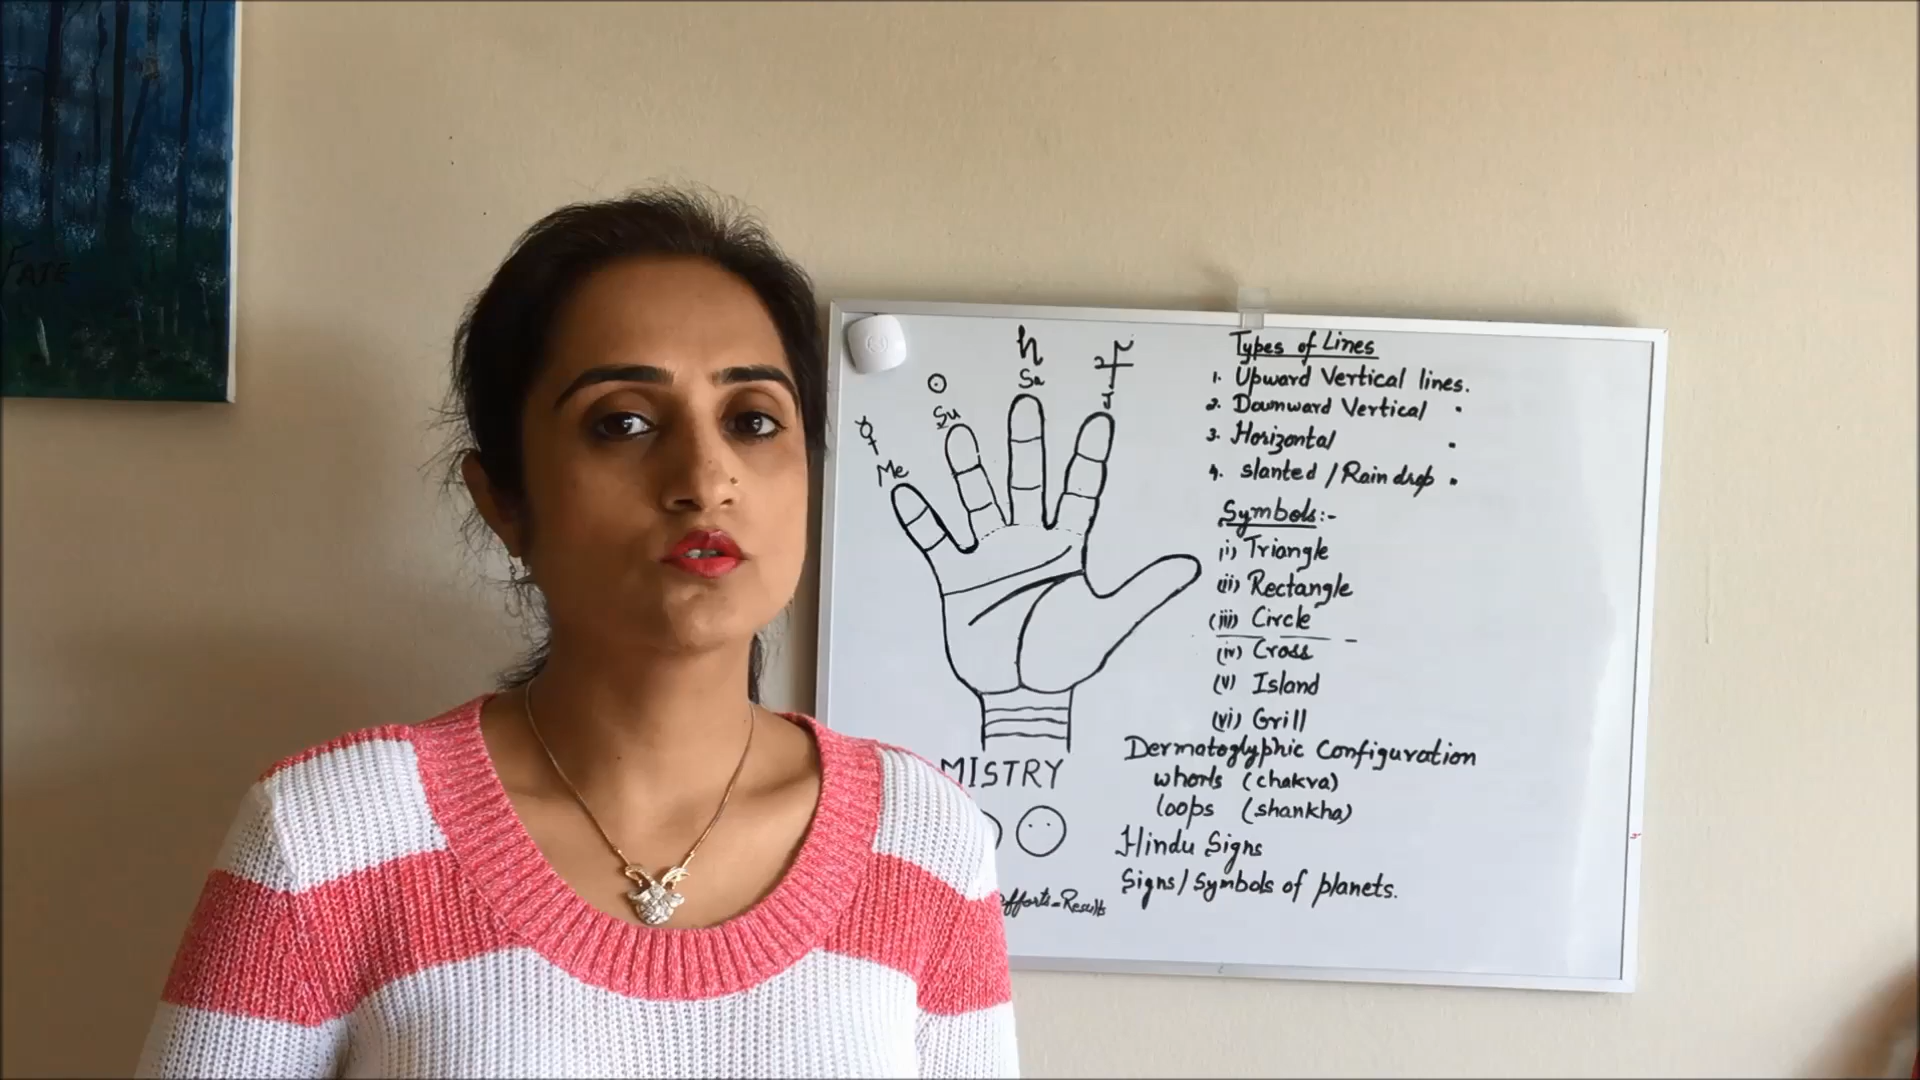 FATE
Sa
Su
Me
J
Types of Lines
1. Upward Vertical lines.
2. Downward Vertical "
3. Horizontal "
4. slanted / Rain drop "
Symbols:-
(i) Triangle
(ii) Rectangle
(iii) Circle
(iv) Cross
(v) Island
(vi) Grill
MISTRY
Dermatoglyphic Configuration
whorls (chakra)
loops (shankha)
Hindu Signs
Signs/Symbols of planets.
efforts = Results